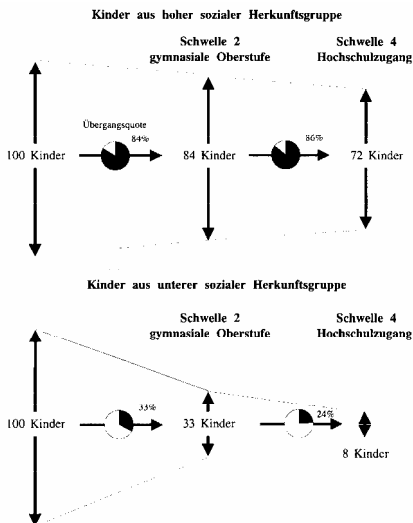 Kinder aus hoher sozialer Herkunftsgruppe
Schwelle 2
gymnasiale Oberstufe
Schwelle 4
Hochschulzugang
Übergangsquote
84%
86%
100 Kinder
84 Kinder
72 Kinder
Kinder aus unterer sozialer Herkunftsgruppe
Schwelle 2
gymnasiale Oberstufe
Schwelle 4
Hochschulzugang
33%
24%
100 Kinder
33 Kinder
8 Kinder